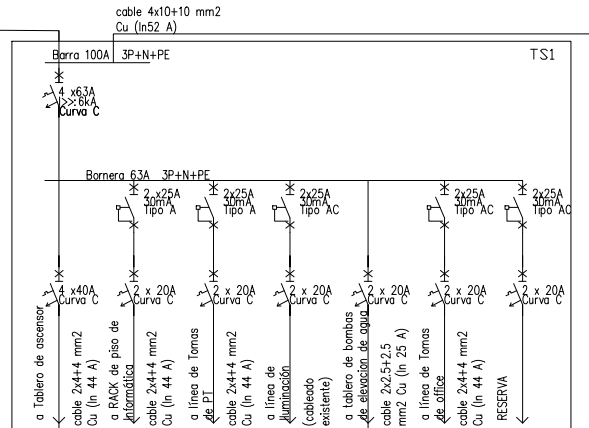 cable 4x10+10 mm2
Cu (In52 A)
Barra 100A 3P+N+PE
TS1
4 x63A
>>:6kA
Curva C
Bornera 63A 3P+N+PE
2 x25A
30mA
Tipo A
2x25A
30mA
Tipo A
2x25A
30mA
Tipo AC
2x25A
30mA
Tipo AC
2x25A
30mA
Tipo AC
4 x40A
Curva C
2 x 20A
Curva C
2 x 20A
Curva C
2 x 20A
Curva C
2 x 20A
Curva C
2 x 20A
Curva C
2 x 20A
Curva C
a Tablero de ascensor
cable 2x4+4 mm2
Cu (In 44 A)
a RACK de piso de
informática
cable 2x4+4 mm2
Cu (In 44 A)
a línea de Tomas
de PT
cable 2x4+4 mm2
Cu (In 44 A)
a línea de
Iluminación
(cableado
existente)
a tablero de bombas
de elevacion de agua
cable 2x2,5+2,5
mm2 Cu (In 25 A)
a línea de Tomas
de office
cable 2x4+4 mm2
Cu (In 44 A)
RESERVA